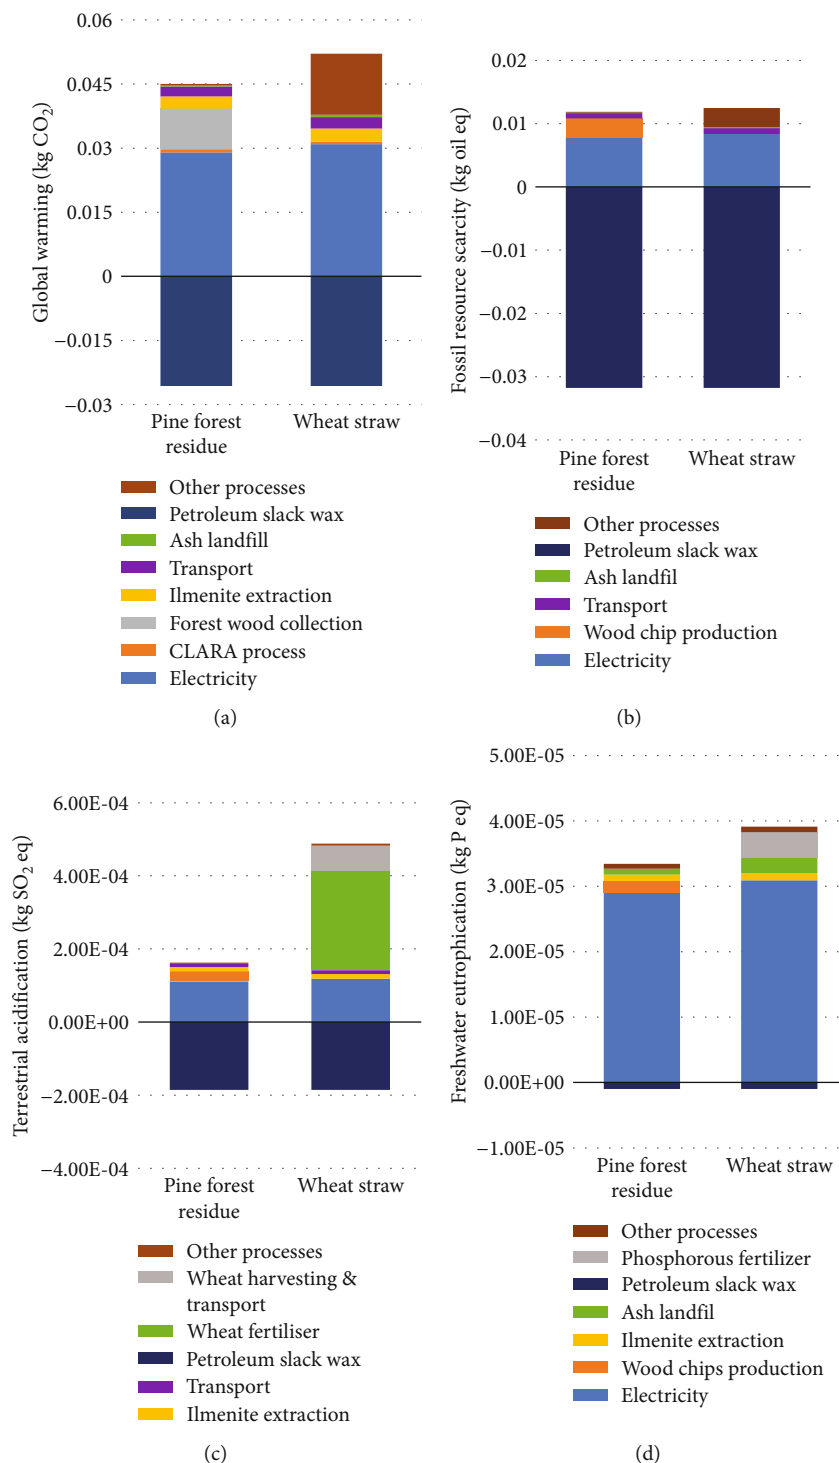 Global warming (kg CO₂)
0.06
0.045
0.03
0.015
0
−0.015
−0.03
Pine forest
residue
Wheat straw
Other processes
Petroleum slack wax
Ash landfill
Transport
Ilmenite extraction
Forest wood collection
CLARA process
Electricity
(a)
Fossil resource scarcity (kg oil eq)
0.02
0.01
0
−0.01
−0.02
−0.03
−0.04
Pine forest
residue
Wheat straw
Other processes
Petroleum slack wax
Ash landfil
Transport
Wood chip production
Electricity
(b)
Terrestrial acidification (kg SO₂ eq)
6.00E-04
4.00E-04
2.00E-04
0.00E+00
−2.00E-04
−4.00E-04
Pine forest
residue
Wheat straw
Other processes
Wheat harvesting &
transport
Wheat fertiliser
Petroleum slack wax
Transport
Ilmenite extraction
(c)
Freshwater eutrophication (kg P eq)
5.00E-05
4.00E-05
3.00E-05
2.00E-05
1.00E-05
0.00E+00
−1.00E-05
Pine forest
residue
Wheat straw
Other processes
Phosphorous fertilizer
Petroleum slack wax
Ash landfil
Ilmenite extraction
Wood chips production
Electricity
(d)